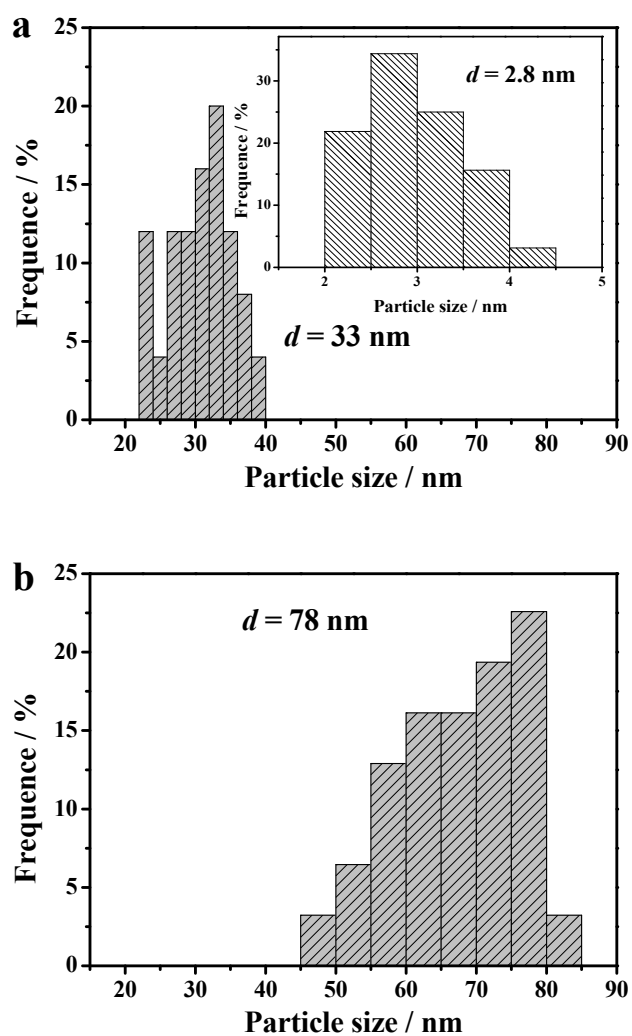 a
25
20
15
10
5
0
Frequence / %
20 30 40 50 60 70 80 90
Particle size / nm
d = 33 nm
30
20
10
0
Frequence / %
2 3 4 5
Particle size / nm
d = 2.8 nm
b
25
20
15
10
5
0
Frequence / %
20 30 40 50 60 70 80 90
Particle size / nm
d = 78 nm